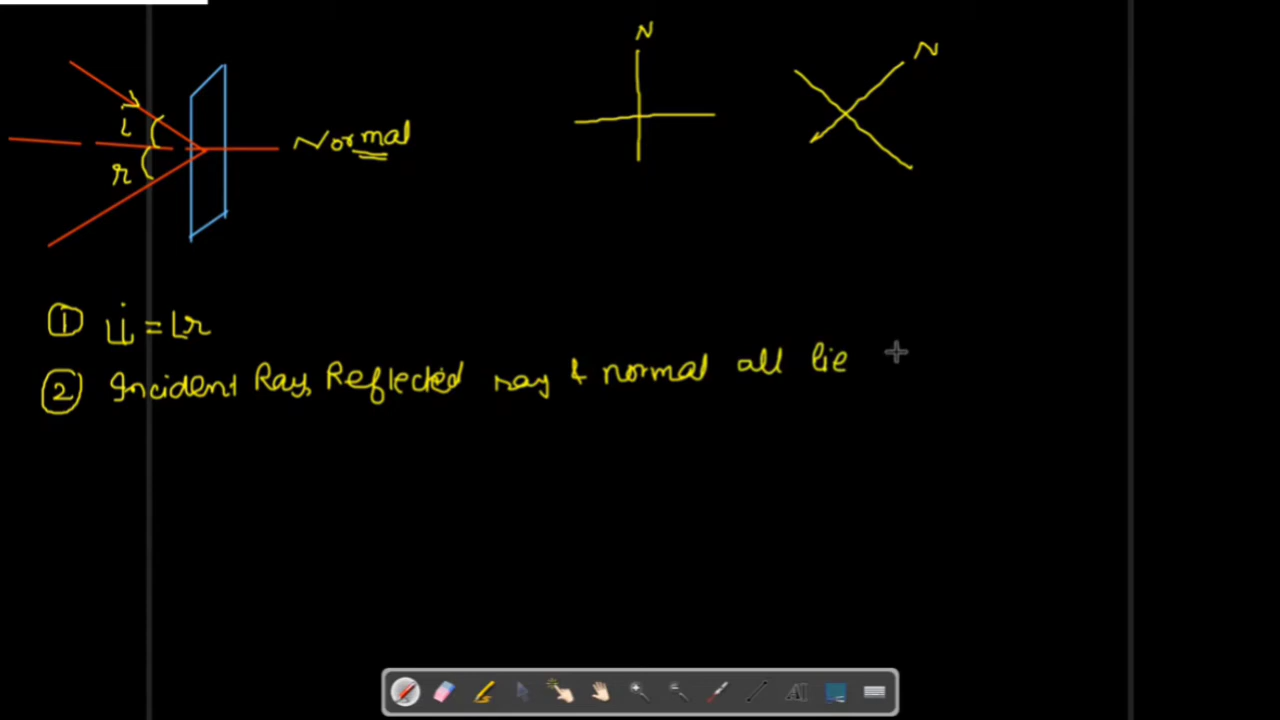 N
N
i
Normal
r
① ∠i = ∠r
② Incident Ray, Reflected ray & normal all lie